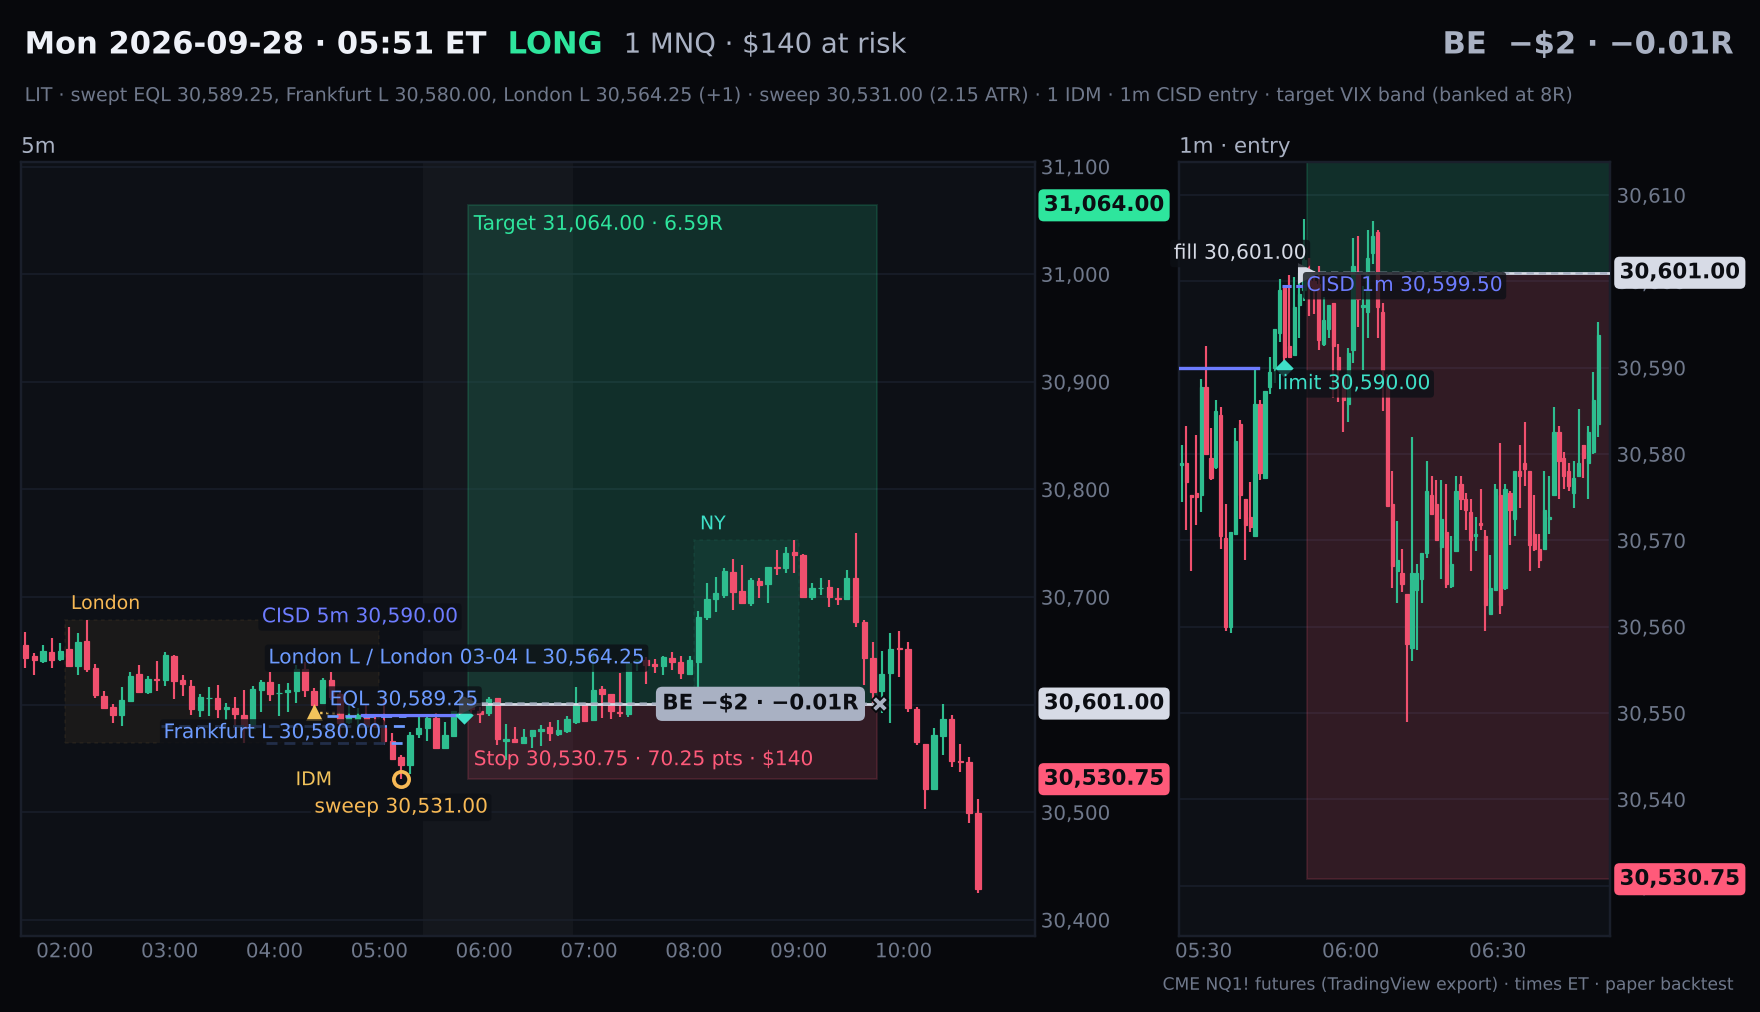 Mon 2026-09-28 · 05:51 ET LONG 1 MNQ · $140 at risk
BE −$2 · −0.01R
LIT · swept EQL 30,589.25, Frankfurt L 30,580.00, London L 30,564.25 (+1) · sweep 30,531.00 (2.15 ATR) · 1 IDM · 1m CISD entry · target VIX band (banked at 8R)
5m
31,100
31,064.00
Target 31,064.00 · 6.59R
31,000
30,900
30,800
NY
30,700
London
CISD 5m 30,590.00
London L / London 03-04 L 30,564.25
EQL 30,589.25
BE −$2 · −0.01R
30,601.00
Frankfurt L 30,580.00
Stop 30,530.75 · 70.25 pts · $140
30,530.75
IDM
sweep 30,531.00
30,500
30,400
02:00 03:00 04:00 05:00 06:00 07:00 08:00 09:00 10:00
1m · entry
30,610
fill 30,601.00
30,601.00
CISD 1m 30,599.50
30,590
limit 30,590.00
30,580
30,570
30,560
30,550
30,540
30,530.75
05:30 06:00 06:30
CME NQ1! futures (TradingView export) · times ET · paper backtest